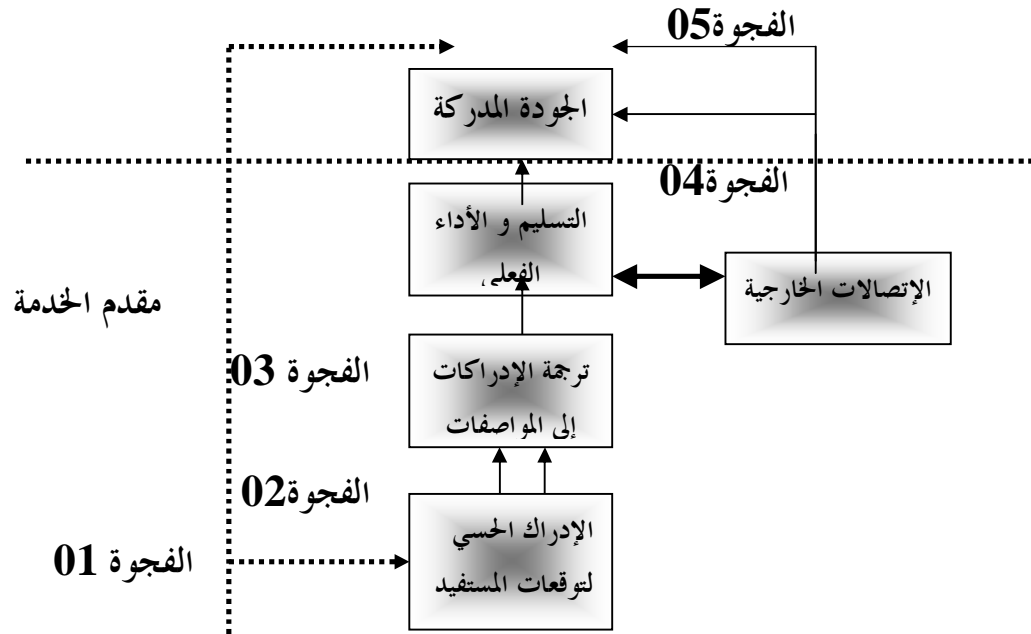 الفجوة05
الجودة المدركة
الفجوة04
التسليم و الأداء
الفعلي
الإتصالات الخارجية
مقدم الخدمة
ترجمة الإدراكات
إلى المواصفات
الفجوة 03
الفجوة02
الإدراك الحسي
لتوقعات المستفيد
الفجوة 01